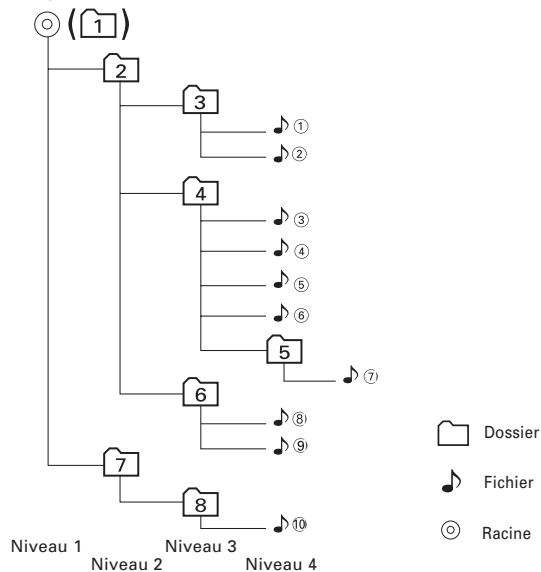 (1)
2
3
①
②
4
③
④
⑤
⑥
5
⑦
6
⑧
⑨
7
8
⑩
Dossier
Fichier
Racine
Niveau 1
Niveau 2
Niveau 3
Niveau 4